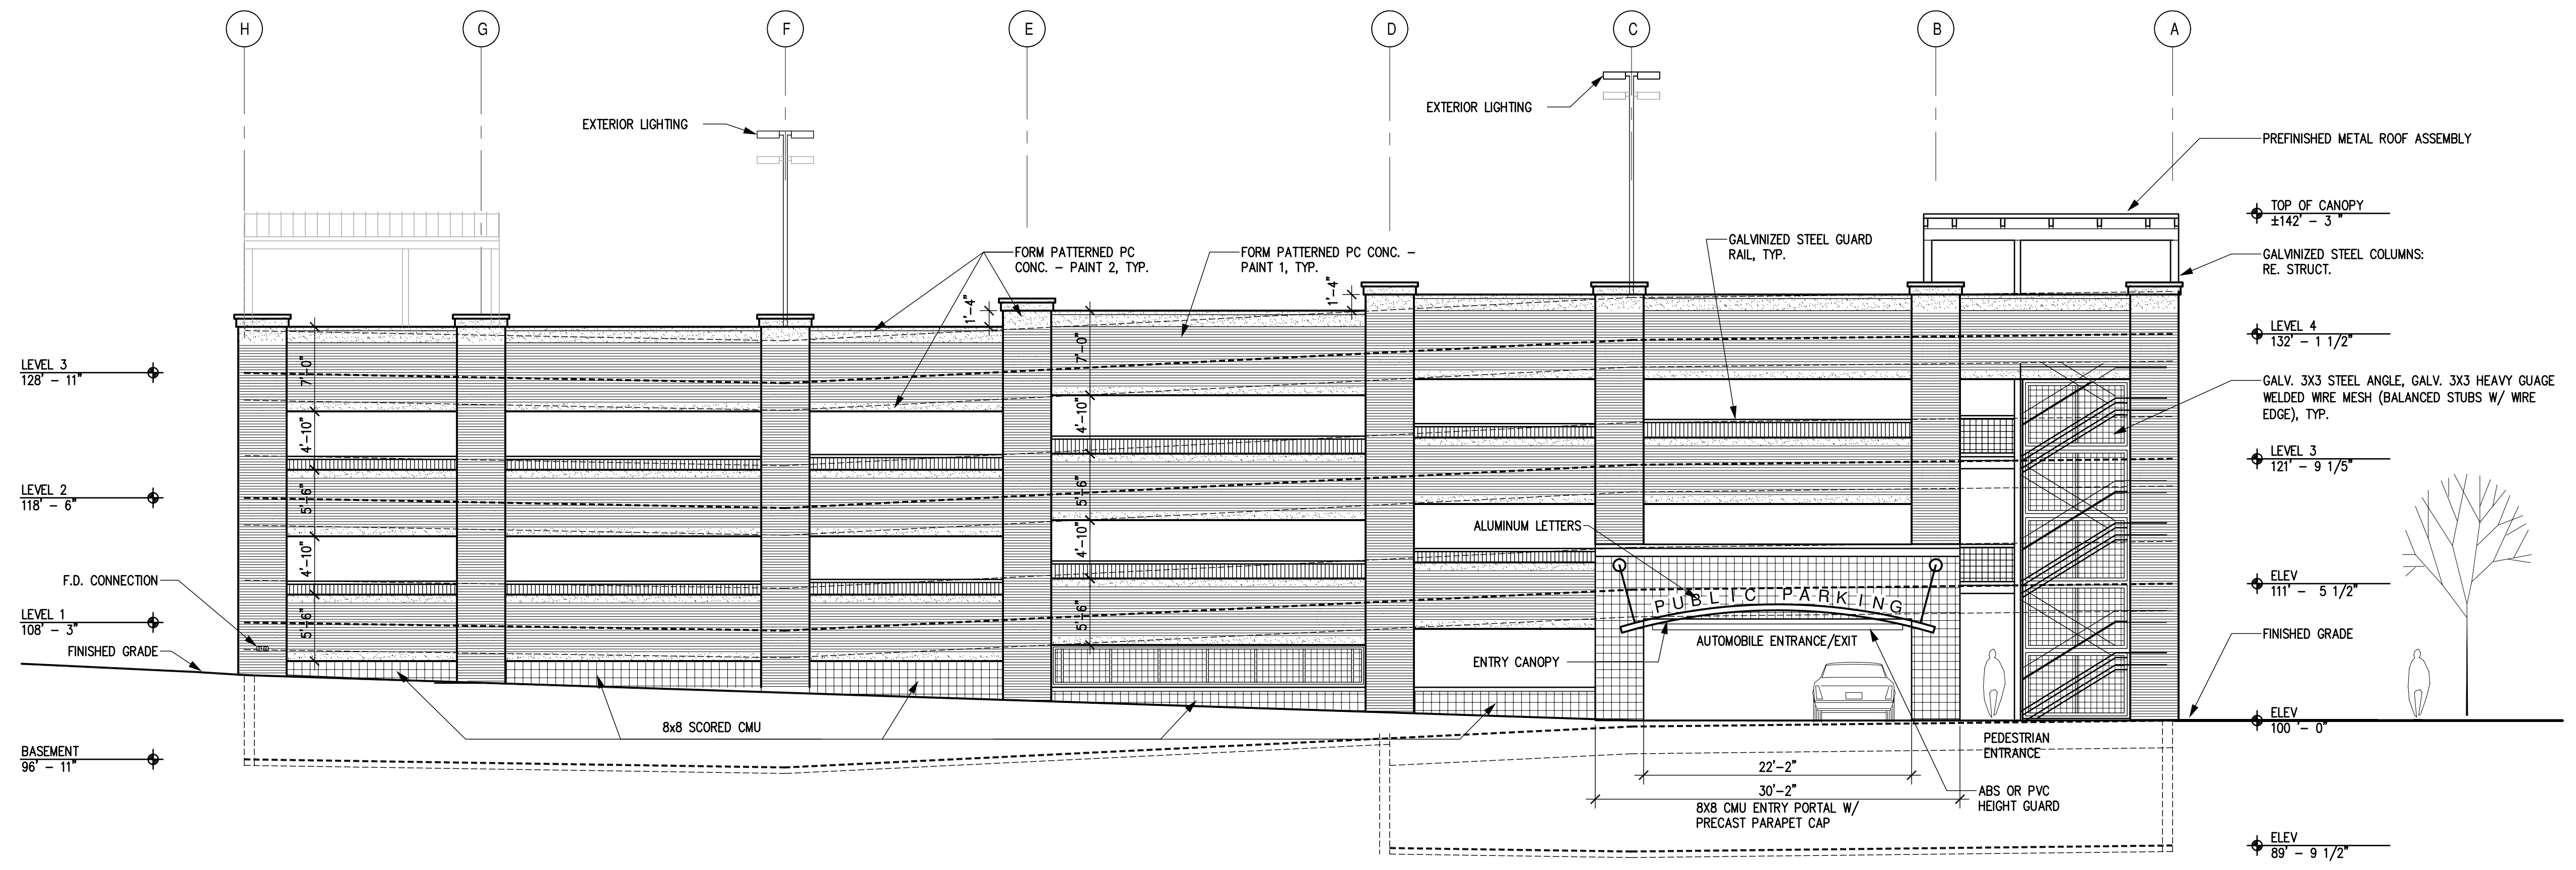 H
G
F
E
D
C
B
A
EXTERIOR LIGHTING
EXTERIOR LIGHTING
PREFINISHED METAL ROOF ASSEMBLY
TOP OF CANOPY
±142' - 3 "
FORM PATTERNED PC
CONC. - PAINT 2, TYP.
FORM PATTERNED PC CONC. -
PAINT 1, TYP.
GALVINIZED STEEL GUARD
RAIL, TYP.
GALVINIZED STEEL COLUMNS:
RE. STRUCT.
1'-4"
1'-4"
LEVEL 4
132' - 1 1/2"
LEVEL 3
128' - 11"
7'-0"
7'-0"
GALV. 3X3 STEEL ANGLE, GALV. 3X3 HEAVY GUAGE
WELDED WIRE MESH (BALANCED STUBS W/ WIRE
EDGE), TYP.
4'-10"
4'-10"
LEVEL 3
121' - 9 1/5"
LEVEL 2
118' - 6"
5'-6"
5'-6"
ALUMINUM LETTERS
4'-10"
4'-10"
F.D. CONNECTION
ELEV
111' - 5 1/2"
PUBLIC PARKING
LEVEL 1
108' - 3"
5'-6"
5'-6"
AUTOMOBILE ENTRANCE/EXIT
FINISHED GRADE
FINISHED GRADE
ENTRY CANOPY
8x8 SCORED CMU
ELEV
100 '- 0"
PEDESTRIAN
ENTRANCE
BASEMENT
96' - 11"
22'-2"
30'-2"
8X8 CMU ENTRY PORTAL W/
PRECAST PARAPET CAP
ABS OR PVC
HEIGHT GUARD
ELEV
89' - 9 1/2"